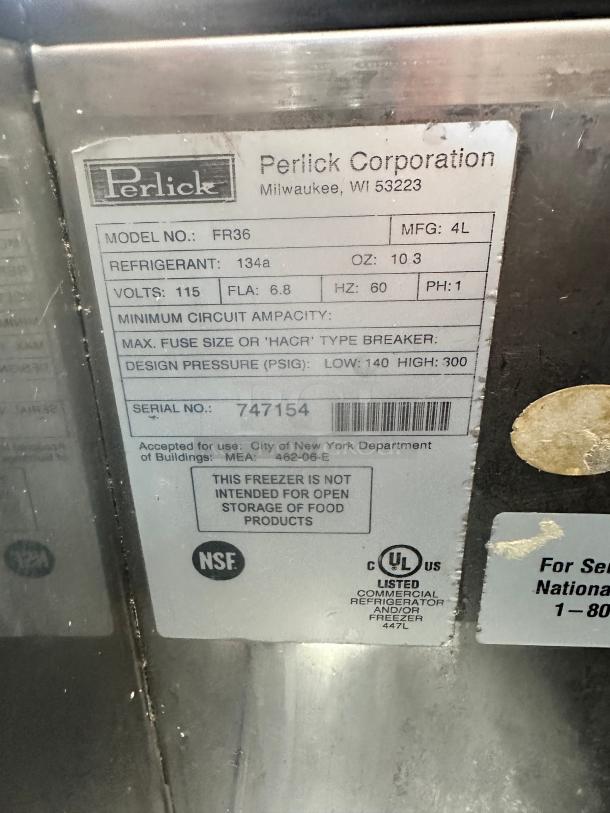 Perlick
Perlick Corporation
Milwaukee, WI 53223
MODEL NO.: FR36 MFG: 4L
REFRIGERANT: 134a OZ: 10 3
VOLTS: 115 FLA: 6.8 HZ: 60 PH: 1
MINIMUM CIRCUIT AMPACITY:
MAX. FUSE SIZE OR 'HACR' TYPE BREAKER:
DESIGN PRESSURE (PSIG): LOW: 140 HIGH: 300
SERIAL NO.: 747154
Accepted for use: City of New York Department
of Buildings: MEA: 462-06-E
THIS FREEZER IS NOT
INTENDED FOR OPEN
STORAGE OF FOOD
PRODUCTS
NSF
C UL US
LISTED
COMMERCIAL
REFRIGERATOR
AND/OR
FREEZER
447L
For Ser
National
1–80